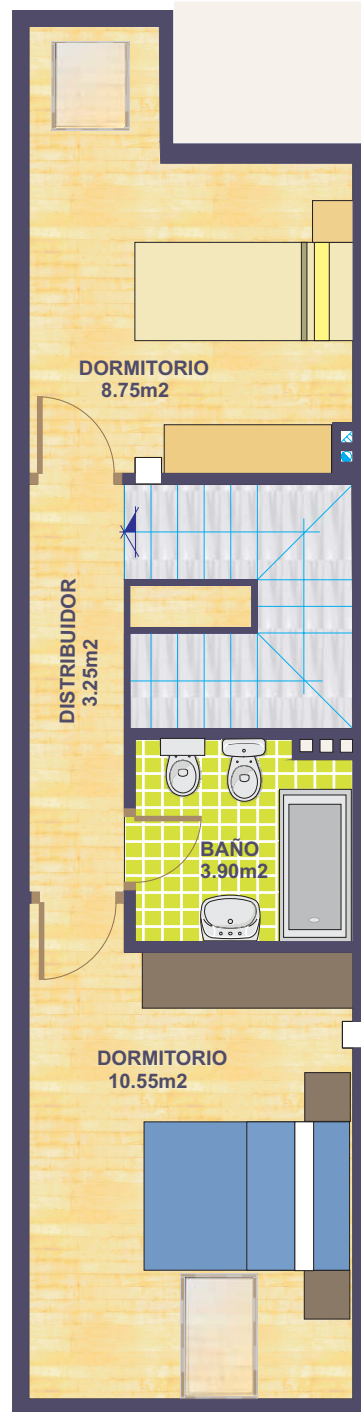 DORMITORIO
8.75m2
DISTRIBUIDOR
3.25m2
BAÑO
3.90m2
DORMITORIO
10.55m2